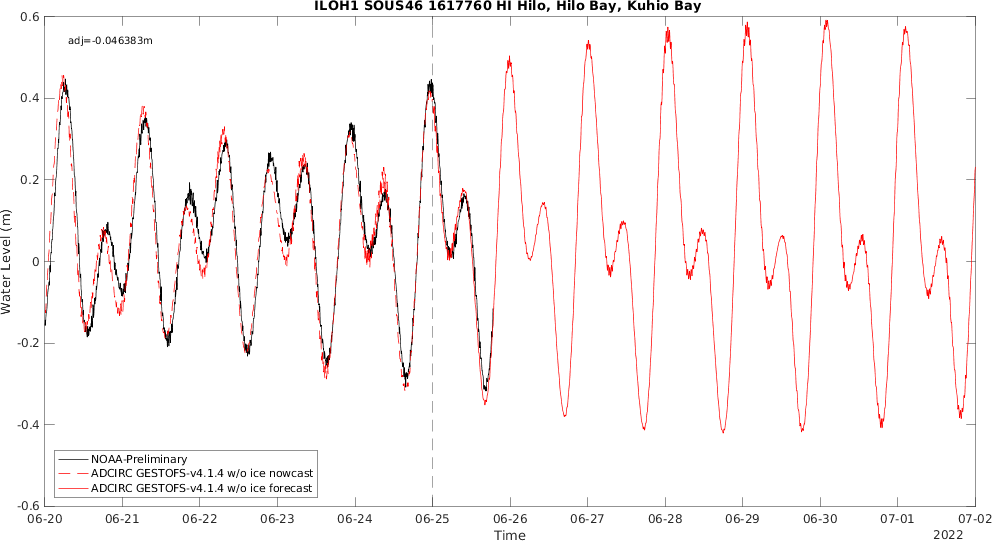 ILOH1 SOUS46 1617760 HI Hilo, Hilo Bay, Kuhio Bay
adj=-0.046383m
0.6
0.4
0.2
0
-0.2
-0.4
-0.6
Water Level (m)
NOAA-Preliminary
ADCIRC GESTOFS-v4.1.4 w/o ice nowcast
ADCIRC GESTOFS-v4.1.4 w/o ice forecast
06-20 06-21 06-22 06-23 06-24 06-25 06-26 06-27 06-28 06-29 06-30 07-01 07-02
Time
2022